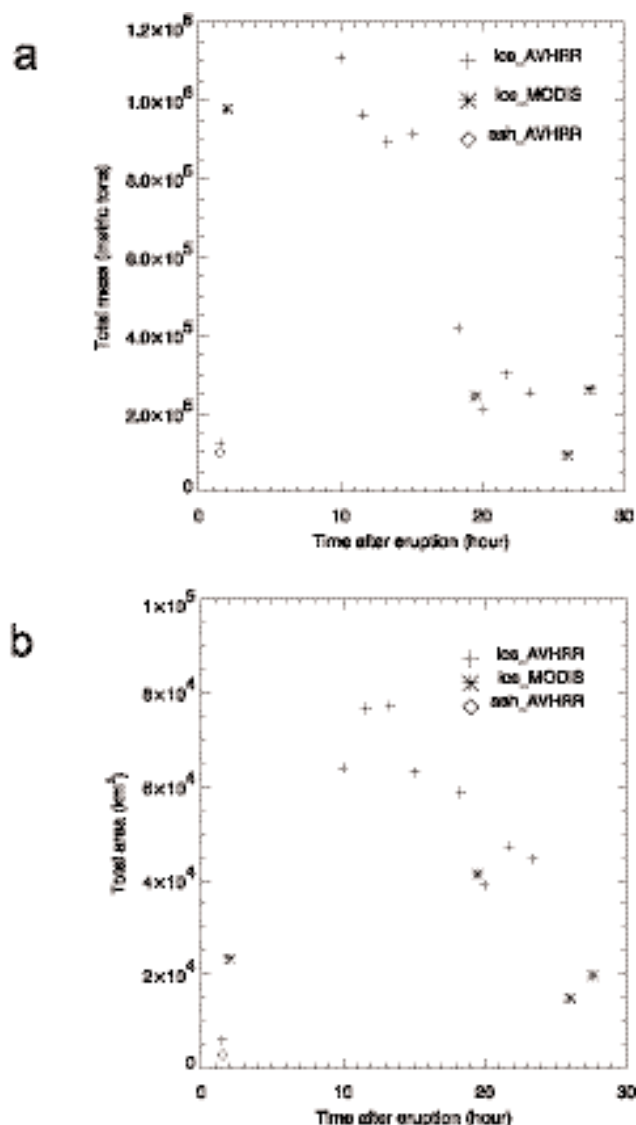 a
1.2×10⁶
1.0×10⁶
8.0×10⁵
6.0×10⁵
4.0×10⁵
2.0×10⁵
0
Total mass (metric tons)
ice_AVHRR
ice_MODIS
ash_AVHRR
0 10 20 30
Time after eruption (hour)
b
1×10⁵
8×10⁴
6×10⁴
4×10⁴
2×10⁴
0
Total area (km²)
ice_AVHRR
ice_MODIS
ash_AVHRR
0 10 20 30
Time after eruption (hour)